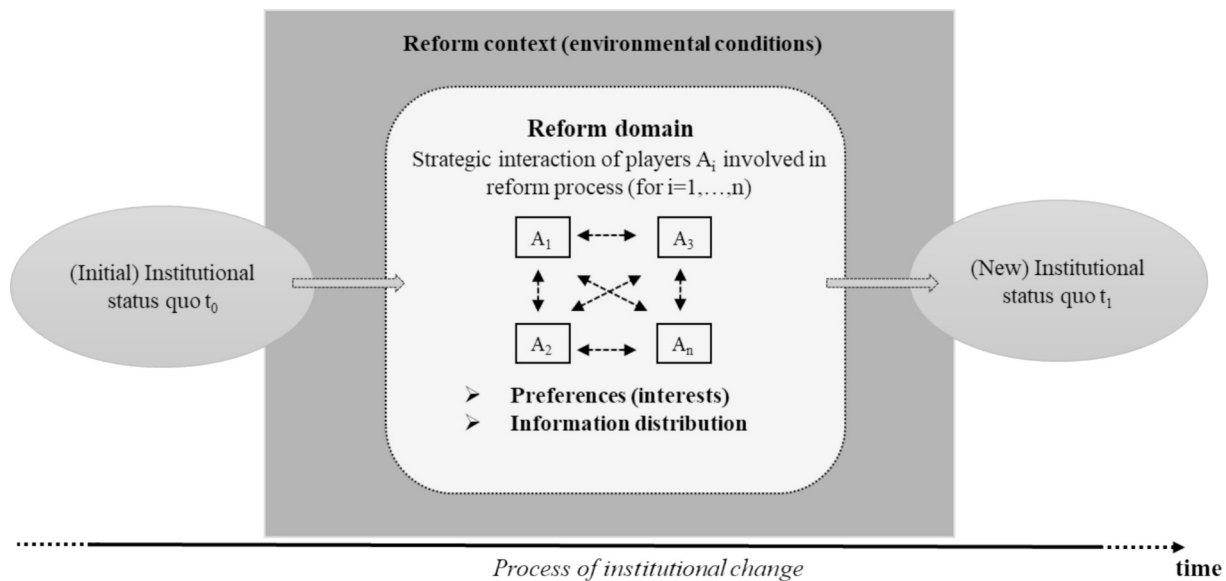 Reform context (environmental conditions)
Reform domain
Strategic interaction of players Aᵢ involved in
reform process (for i=1,…,n)
A₁
A₃
A₂
Aₙ
➢ Preferences (interests)
➢ Information distribution
(Initial) Institutional
status quo t₀
(New) Institutional
status quo t₁
Process of institutional change
time